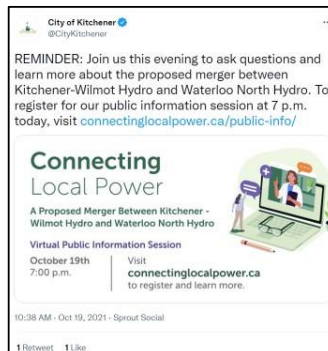 City of Kitchener
@CityKitchener
REMINDER: Join us this evening to ask questions and
learn more about the proposed merger between
Kitchener-Wilmot Hydro and Waterloo North Hydro. To
register for our public information session at 7 p.m.
today, visit connectinglocalpower.ca/public-info/
Connecting
Local Power
A Proposed Merger Between Kitchener -
Wilmot Hydro and Waterloo North Hydro
Virtual Public Information Session
October 19th
7:00 p.m.
Visit
connectinglocalpower.ca
to register and learn more.
10:38 AM · Oct 19, 2021 · Sprout Social
1 Retweet 1 Like